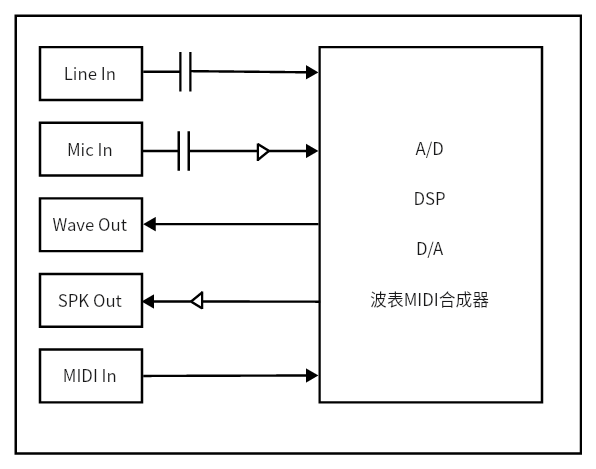 Line In
Mic In
Wave Out
SPK Out
MIDI In
A/D
DSP
D/A
波表MIDI合成器